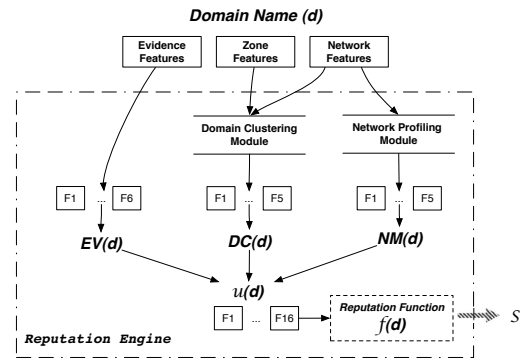 Domain Name (d)
Evidence Features
Zone Features
Network Features
Domain Clustering Module
Network Profiling Module
F1 ... F6
F1 ... F5
F1 ... F5
EV(d)
DC(d)
NM(d)
u(d)
F1 ... F16
Reputation Function
f(d)
S
Reputation Engine